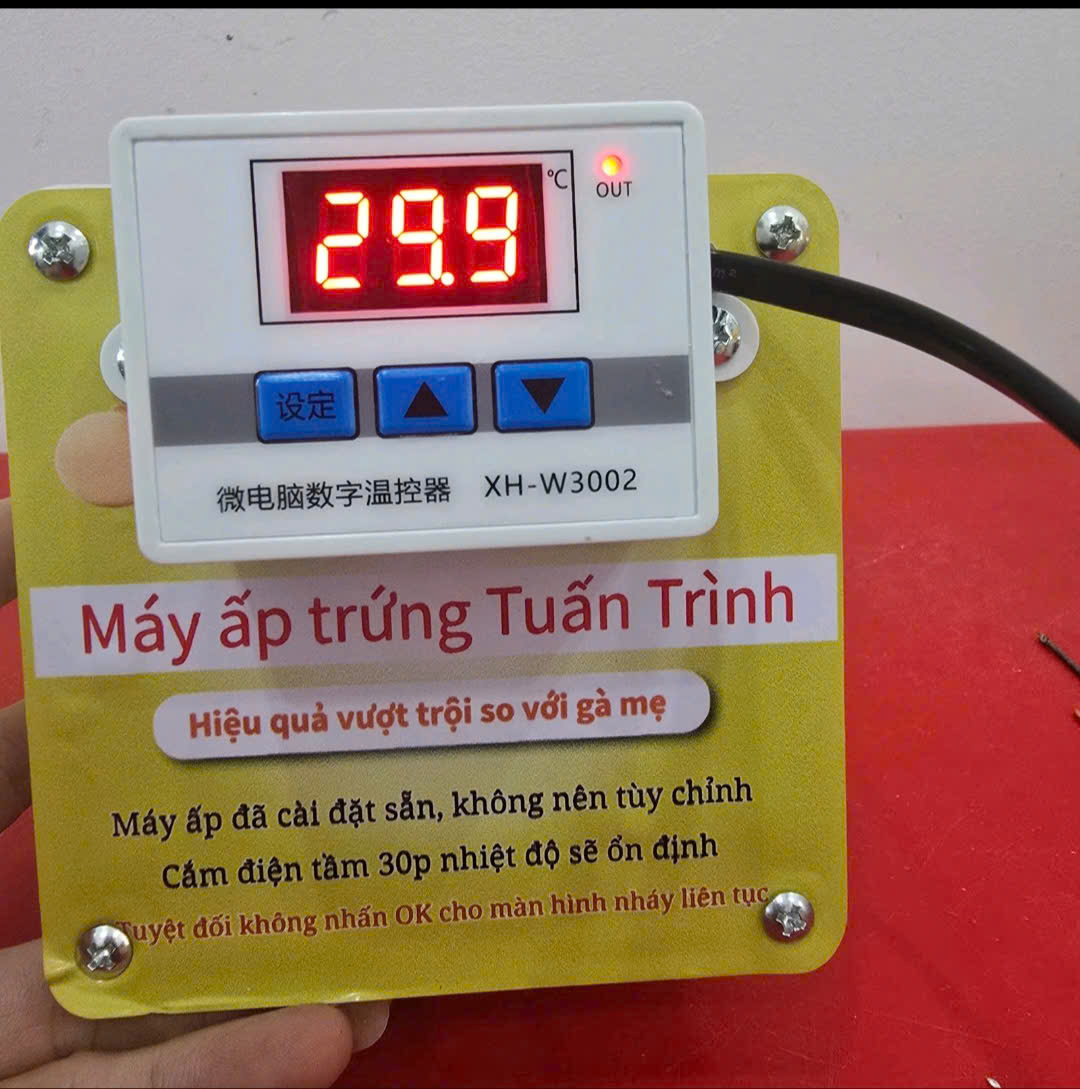 29.9 °C
OUT
设定 ▲ ▼
微电脑数字温控器 XH-W3002
Máy ấp trứng Tuấn Trình
Hiệu quả vượt trội so với gà mẹ
Máy ấp đã cài đặt sẵn, không nên tùy chỉnh
Cắm điện tầm 30p nhiệt độ sẽ ổn định
Tuyệt đối không nhấn OK cho màn hình nháy liên tục